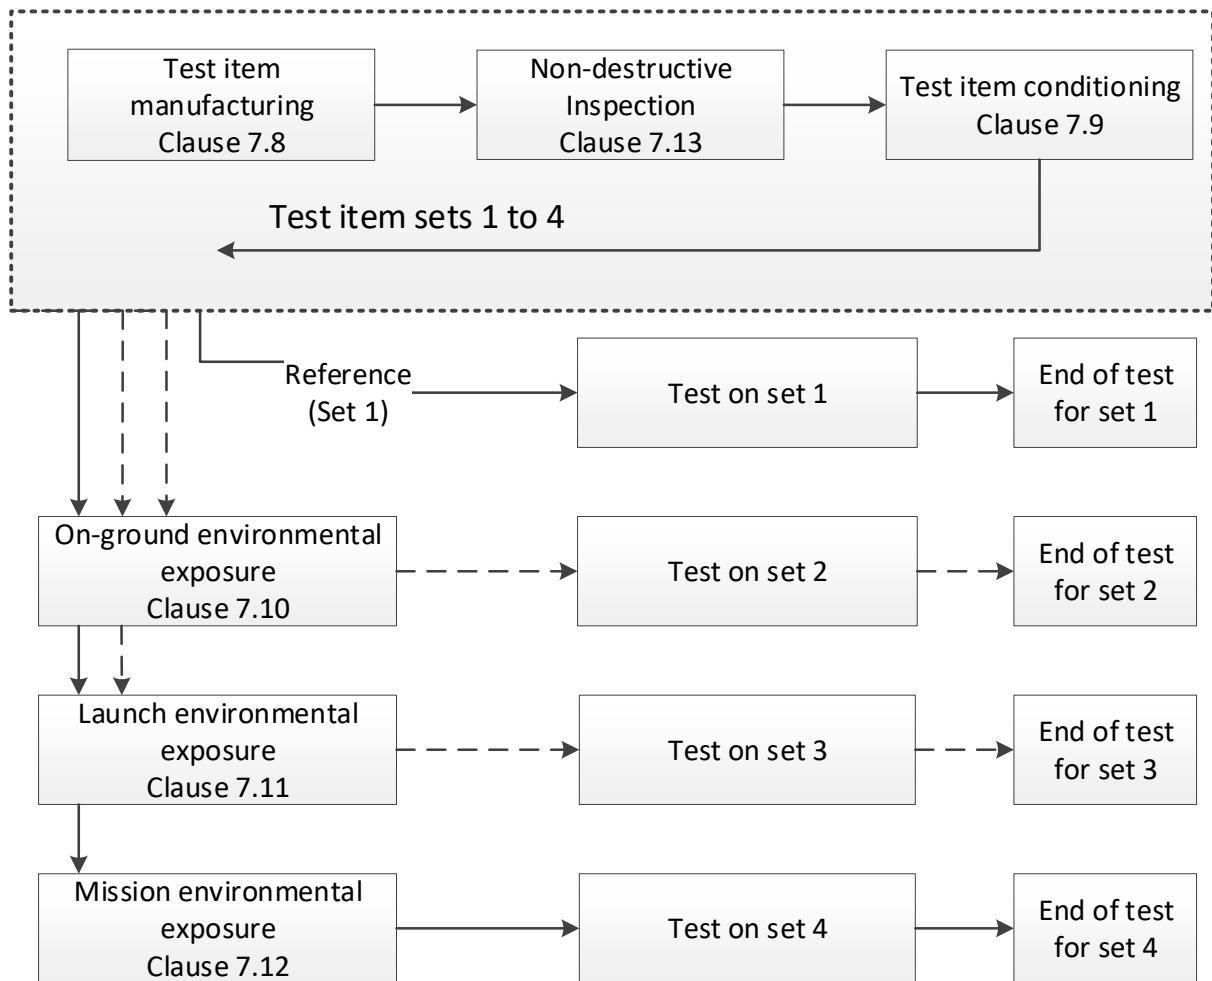 Test item
manufacturing
Clause 7.8
Non-destructive
Inspection
Clause 7.13
Test item conditioning
Clause 7.9
Test item sets 1 to 4
Reference
(Set 1)
Test on set 1
End of test
for set 1
On-ground environmental
exposure
Clause 7.10
Test on set 2
End of test
for set 2
Launch environmental
exposure
Clause 7.11
Test on set 3
End of test
for set 3
Mission environmental
exposure
Clause 7.12
Test on set 4
End of test
for set 4